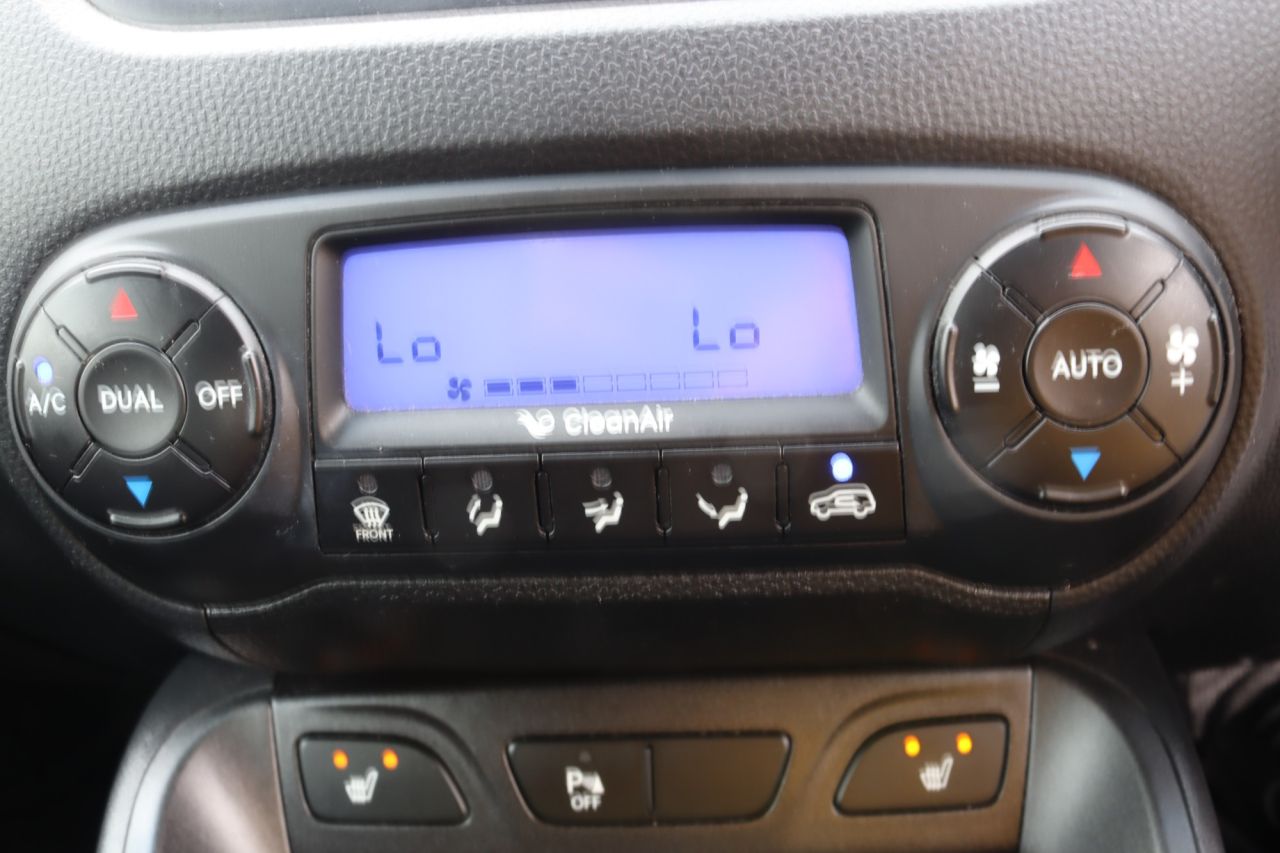 Lo Lo
CleanAir
A/C DUAL OFF
AUTO
FRONT
P
OFF